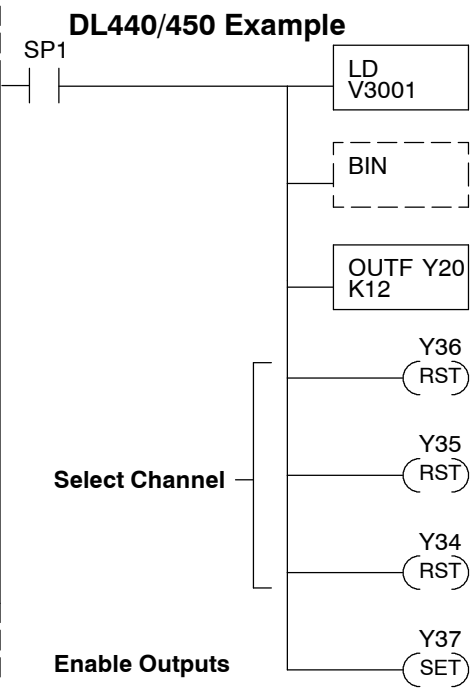 DL440/450 Example
SP1
LD
V3001
BIN
OUTF Y20
K12
Y36
RST
Y35
RST
Select Channel
Y34
RST
Y37
SET
Enable Outputs